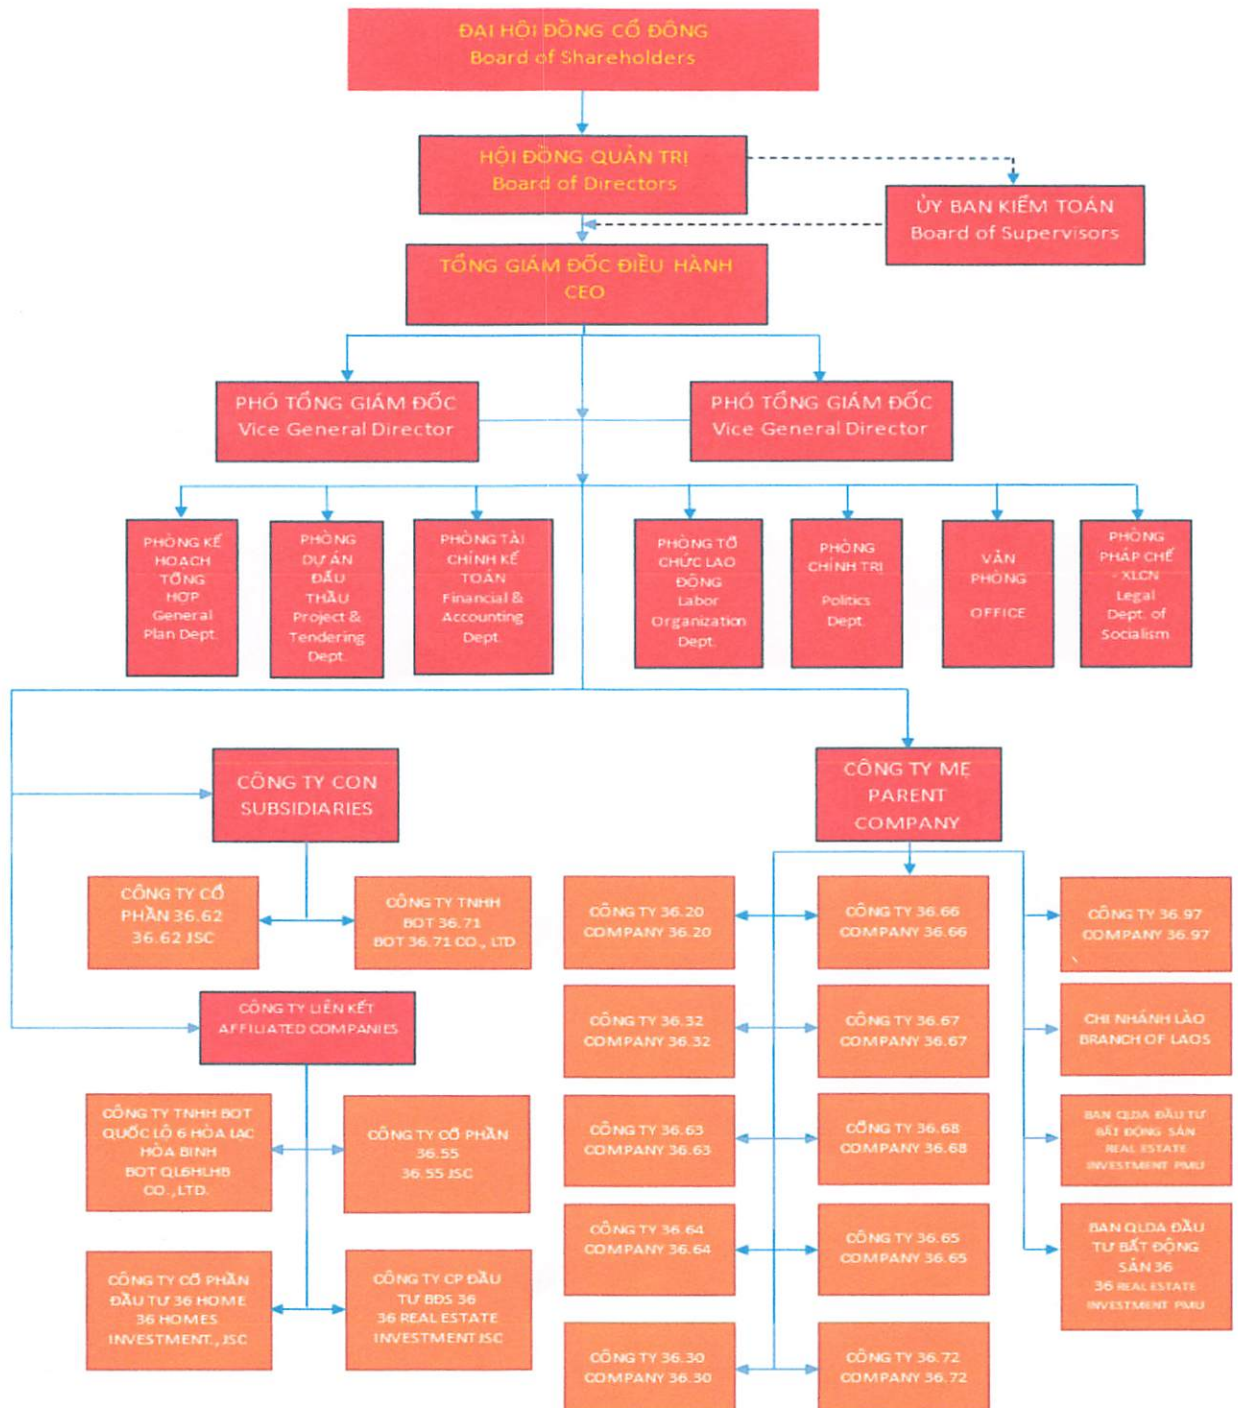 ĐẠI HỘI ĐỒNG CỔ ĐÔNG
Board of Shareholders
HỘI ĐỒNG QUẢN TRỊ
Board of Directors
ỦY BAN KIỂM TOÁN
Board of Supervisors
TỔNG GIÁM ĐỐC ĐIỀU HÀNH
CEO
PHÓ TỔNG GIÁM ĐỐC
Vice General Director
PHÓ TỔNG GIÁM ĐỐC
Vice General Director
PHÒNG KẾ
HOẠCH
TỔNG
HỢP
General
Plan Dept.
PHÒNG
DỰ ÁN
ĐẤU
THẦU
Project &
Tendering
Dept.
PHÒNG TÀI
CHÍNH KẾ
TOÁN
Financial &
Accounting
Dept.
PHÒNG TỔ
CHỨC LAO
ĐỘNG
Labor
Organization
Dept.
PHÒNG
CHÍNH TRỊ
Politics
Dept.
VĂN
PHÒNG
OFFICE
PHÒNG
PHÁP CHẾ
- XLCN
Legal
Dept. of
Socialism
CÔNG TY CON
SUBSIDIARIES
CÔNG TY MẸ
PARENT
COMPANY
CÔNG TY CỔ
PHẦN 36.62
36.62 JSC
CÔNG TY TNHH
BOT 36.71
BOT 36.71 CO., LTD
CÔNG TY LIÊN KẾT
AFFILIATED COMPANIES
CÔNG TY TNHH BOT
QUỐC LỘ 6 HÒA LẠC
HÒA BINH
BOT QL6HLHB
CO., LTD.
CÔNG TY CỔ PHẦN
36.55
36.55 JSC
CÔNG TY CỔ PHẦN
ĐẦU TƯ 36 HOME
36 HOMES
INVESTMENT., JSC
CÔNG TY CP ĐẦU
TƯ BĐS 36
36 REAL ESTATE
INVESTMENT JSC
CÔNG TY 36.20
COMPANY 36.20
CÔNG TY 36.66
COMPANY 36.66
CÔNG TY 36.97
COMPANY 36.97
CÔNG TY 36.32
COMPANY 36.32
CÔNG TY 36.67
COMPANY 36.67
CHI NHÁNH LÀO
BRANCH OF LAOS
CÔNG TY 36.63
COMPANY 36.63
CÔNG TY 36.68
COMPANY 36.68
BAN QLDA ĐẦU TƯ
BẤT ĐỘNG SẢN
REAL ESTATE
INVESTMENT PMU
CÔNG TY 36.64
COMPANY 36.64
CÔNG TY 36.65
COMPANY 36.65
BAN QLDA ĐẦU
TƯ BẤT ĐỘNG
SẢN 36
36 REAL ESTATE
INVESTMENT PMU
CÔNG TY 36.30
COMPANY 36.30
CÔNG TY 36.72
COMPANY 36.72